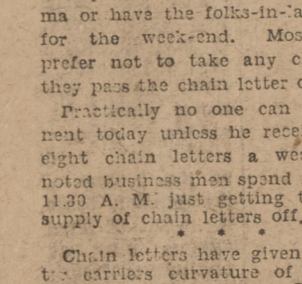 ma or have the folks-in-la
for the week-end. Mos
prefer not to take any c
they pass the chain letter c
Practically no one can
nent today unless he rece
eight chain letters a we
noted business men spend
11.30 A. M. just getting t
supply of chain letters off.
* * *
Chain letters have given
carriers curvature of